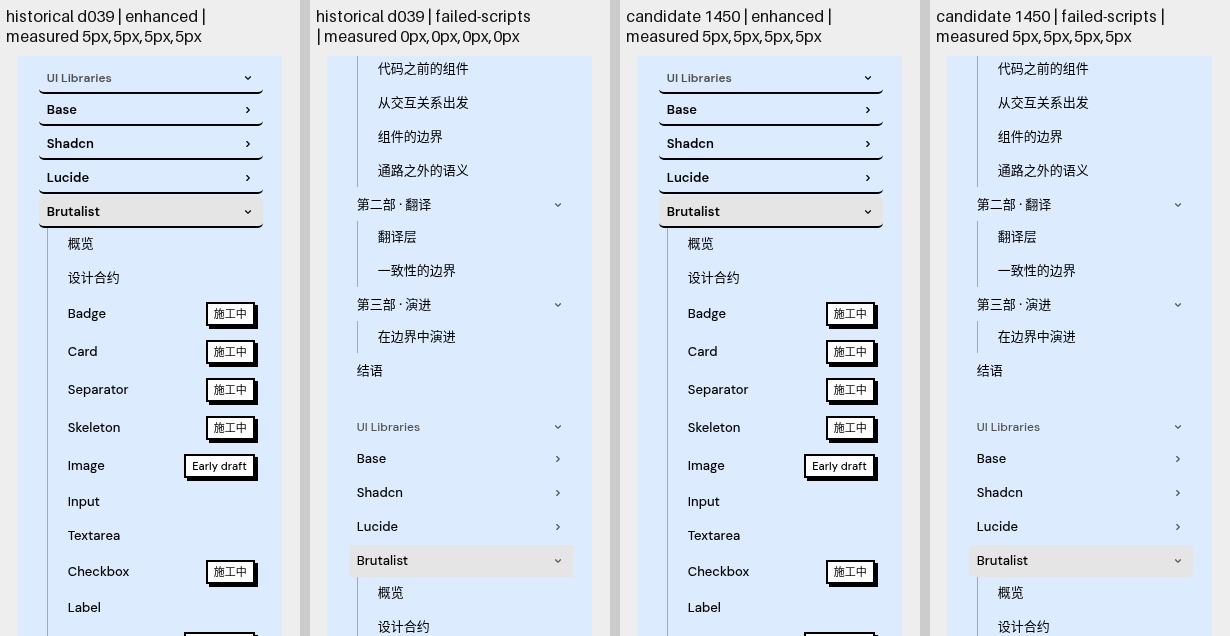 historical d039 | enhanced |
measured 5px,5px,5px,5px
UI Libraries
Base
Shadcn
Lucide
Brutalist
概览
设计合约
Badge 施工中
Card 施工中
Separator 施工中
Skeleton 施工中
Image Early draft
Input
Textarea
Checkbox 施工中
Label
historical d039 | failed-scripts
| measured 0px,0px,0px,0px
代码之前的组件
从交互关系出发
组件的边界
通路之外的语义
第二部 · 翻译
翻译层
一致性的边界
第三部 · 演进
在边界中演进
结语
UI Libraries
Base
Shadcn
Lucide
Brutalist
概览
设计合约
candidate 1450 | enhanced |
measured 5px,5px,5px,5px
UI Libraries
Base
Shadcn
Lucide
Brutalist
概览
设计合约
Badge 施工中
Card 施工中
Separator 施工中
Skeleton 施工中
Image Early draft
Input
Textarea
Checkbox 施工中
Label
candidate 1450 | failed-scripts |
measured 5px,5px,5px,5px
代码之前的组件
从交互关系出发
组件的边界
通路之外的语义
第二部 · 翻译
翻译层
一致性的边界
第三部 · 演进
在边界中演进
结语
UI Libraries
Base
Shadcn
Lucide
Brutalist
概览
设计合约